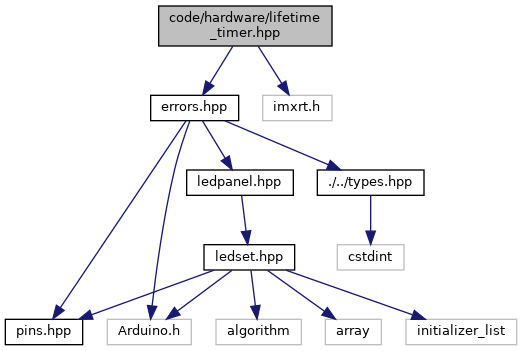 code/hardware/lifetime
_timer.hpp
errors.hpp
imxrt.h
ledpanel.hpp
./../types.hpp
ledset.hpp
cstdint
pins.hpp
Arduino.h
algorithm
array
initializer_list